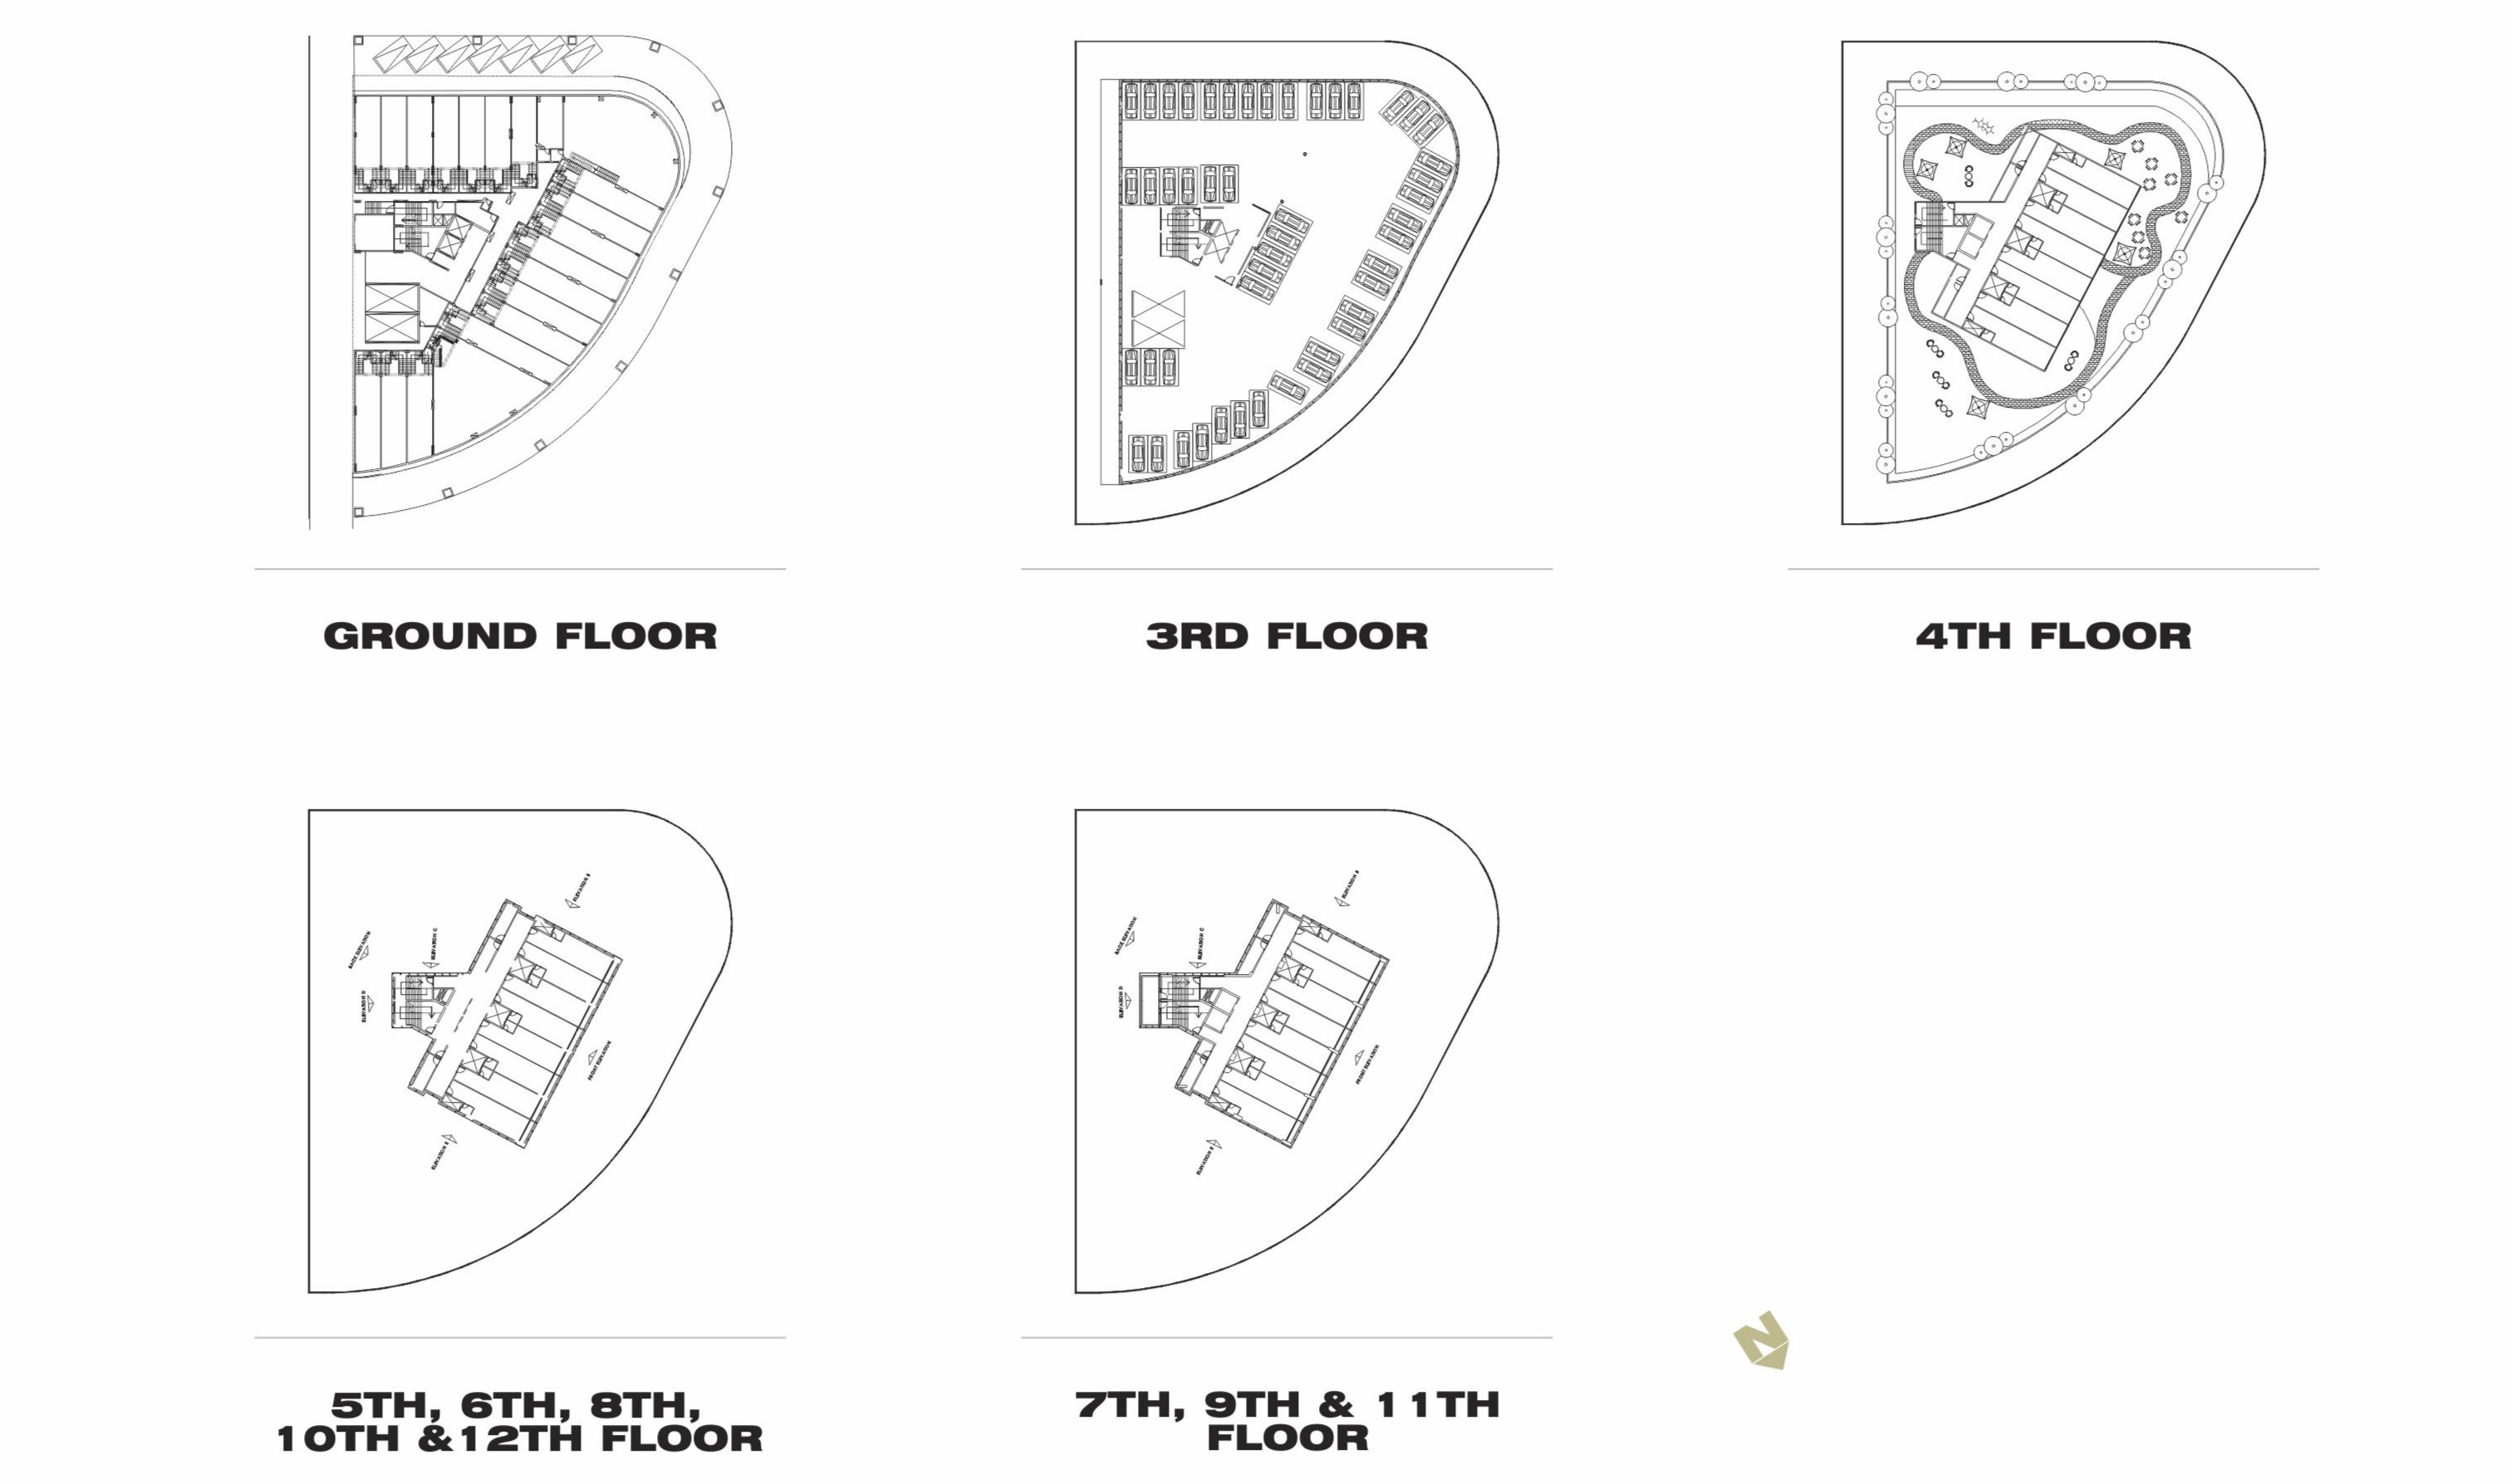 GROUND FLOOR
3RD FLOOR
4TH FLOOR
ELEVATION B
BACK ELEVATION
ELEVATION C
ELEVATION D
FRONT ELEVATION
ELEVATION E
5TH, 6TH, 8TH,
10TH &12TH FLOOR
ELEVATION B
BACK ELEVATION
ELEVATION C
ELEVATION D
FRONT ELEVATION
ELEVATION E
7TH, 9TH & 11TH
FLOOR
N